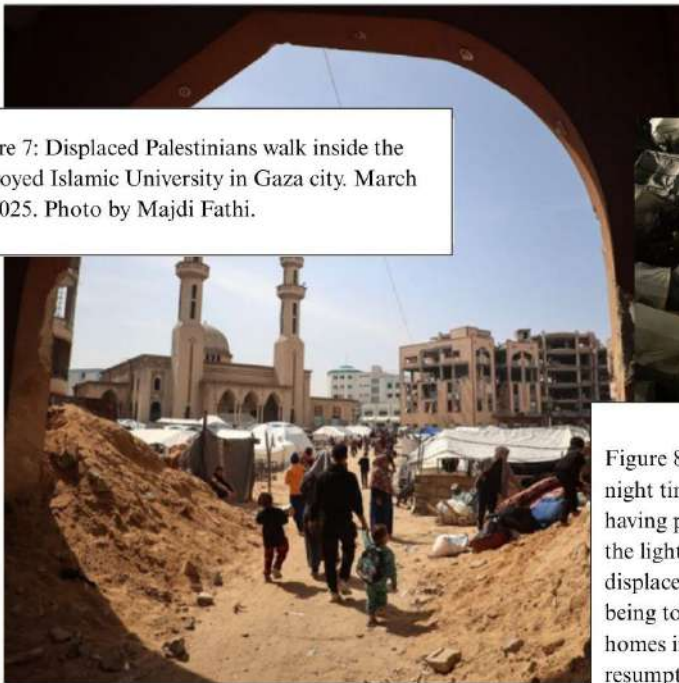 re 7: Displaced Palestinians walk inside the
oyed Islamic University in Gaza city. March
025. Photo by Majdi Fathi.
Figure 8
night tin
having p
the light
displace
being to
homes i
resumpt